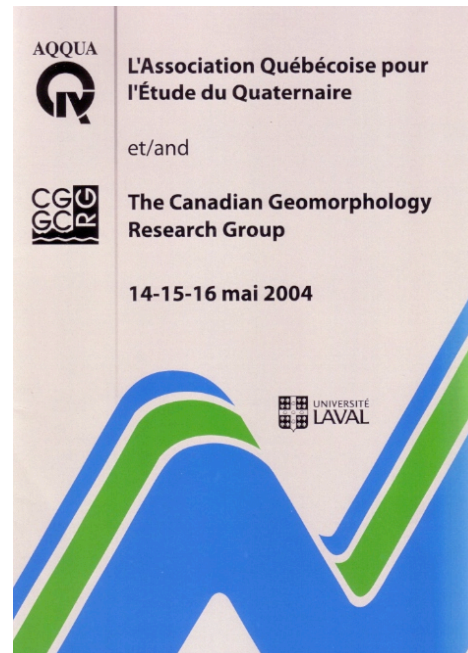 AQQUA
IV
L'Association Québécoise pour
l'Étude du Quaternaire
et/and
CG
GC
RG
The Canadian Geomorphology
Research Group
14-15-16 mai 2004
UNIVERSITÉ
LAVAL